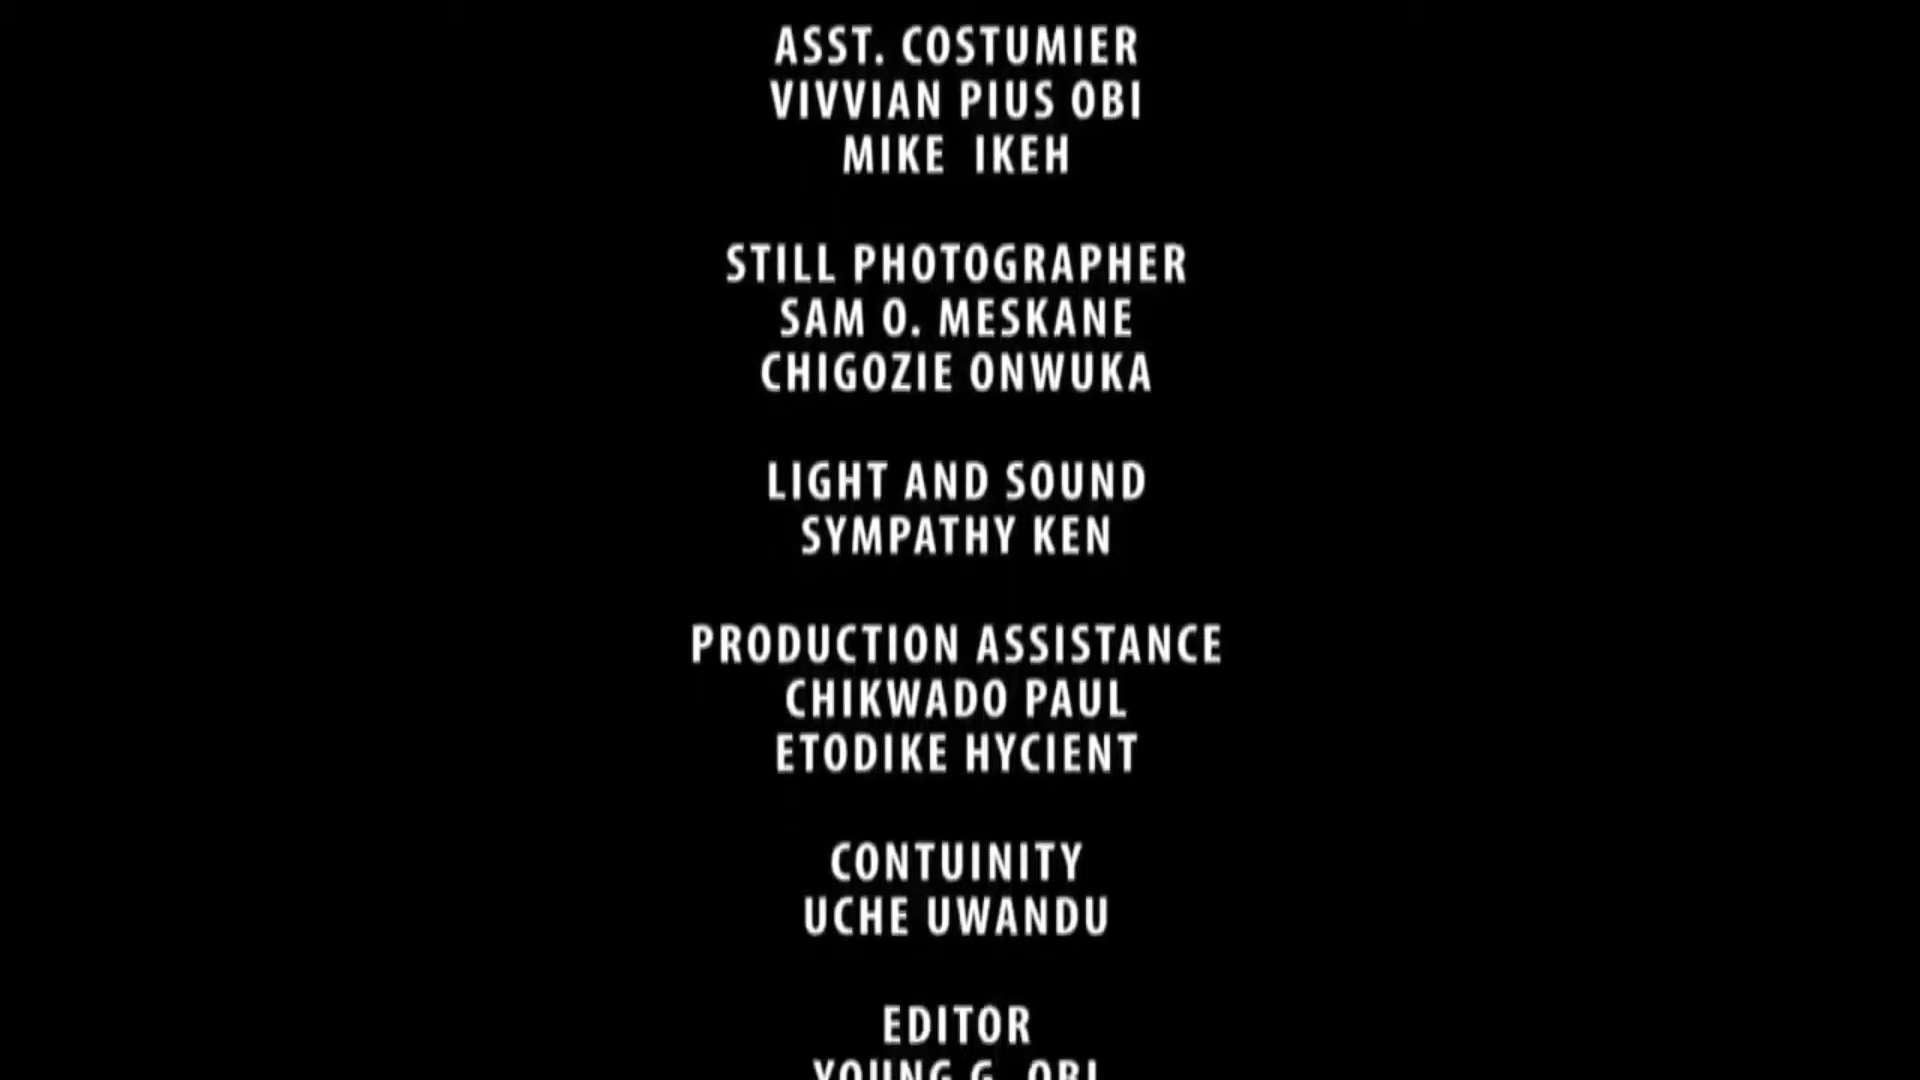 ASST. COSTUMIER
VIVVIAN PIUS OBI
MIKE  IKEH
STILL PHOTOGRAPHER
SAM O. MESKANE
CHIGOZIE ONWUKA
LIGHT AND SOUND
SYMPATHY KEN
PRODUCTION ASSISTANCE
CHIKWADO PAUL
ETODIKE HYCIENT
CONTUINITY
UCHE UWANDU
EDITOR
YOUNG G. OBI